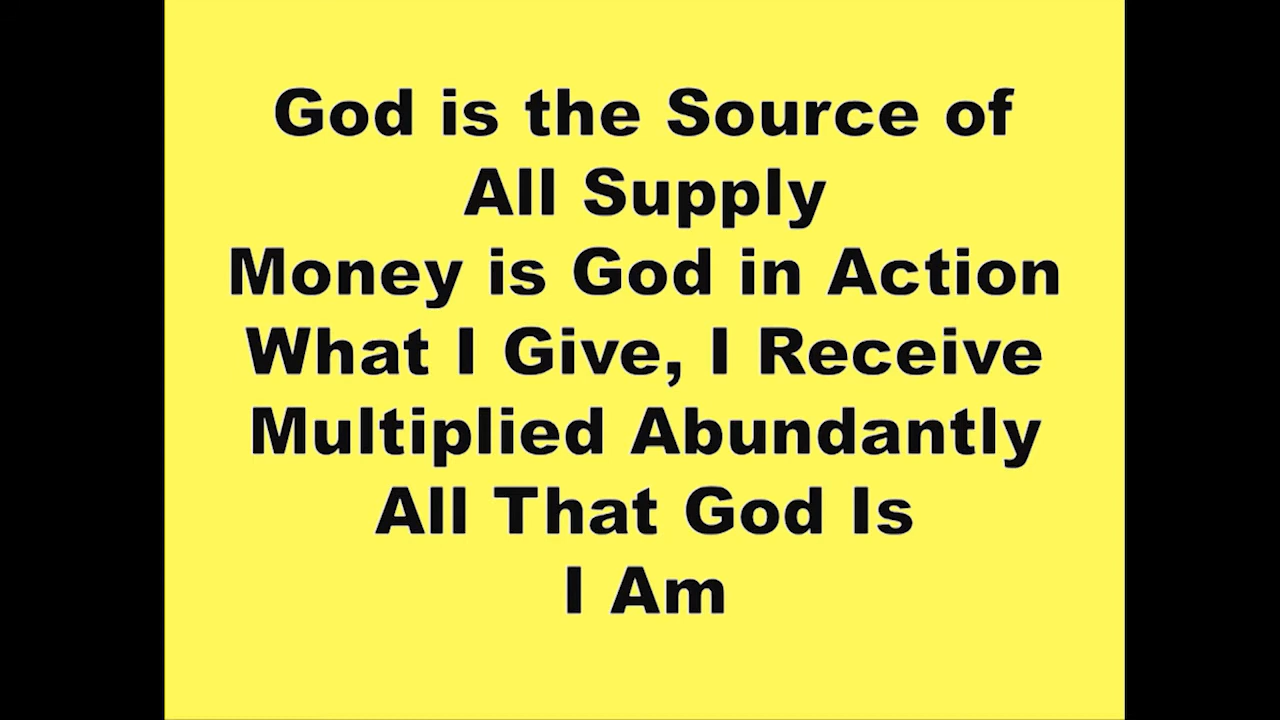 God is the Source of
All Supply
Money is God in Action
What I Give, I Receive
Multiplied Abundantly
All That God Is
I Am